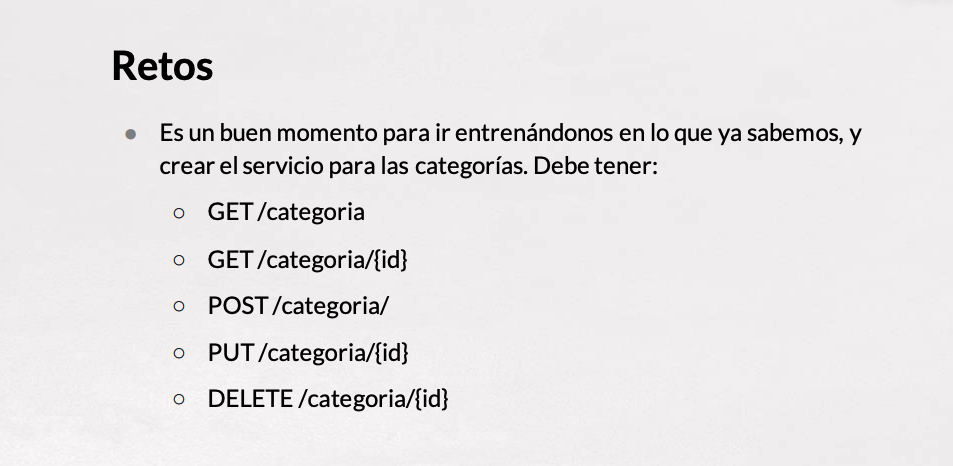 Retos
● Es un buen momento para ir entrenándonos en lo que ya sabemos, y
crear el servicio para las categorías. Debe tener:
○ GET /categoria
○ GET /categoria/{id}
○ POST /categoria/
○ PUT /categoria/{id}
○ DELETE /categoria/{id}